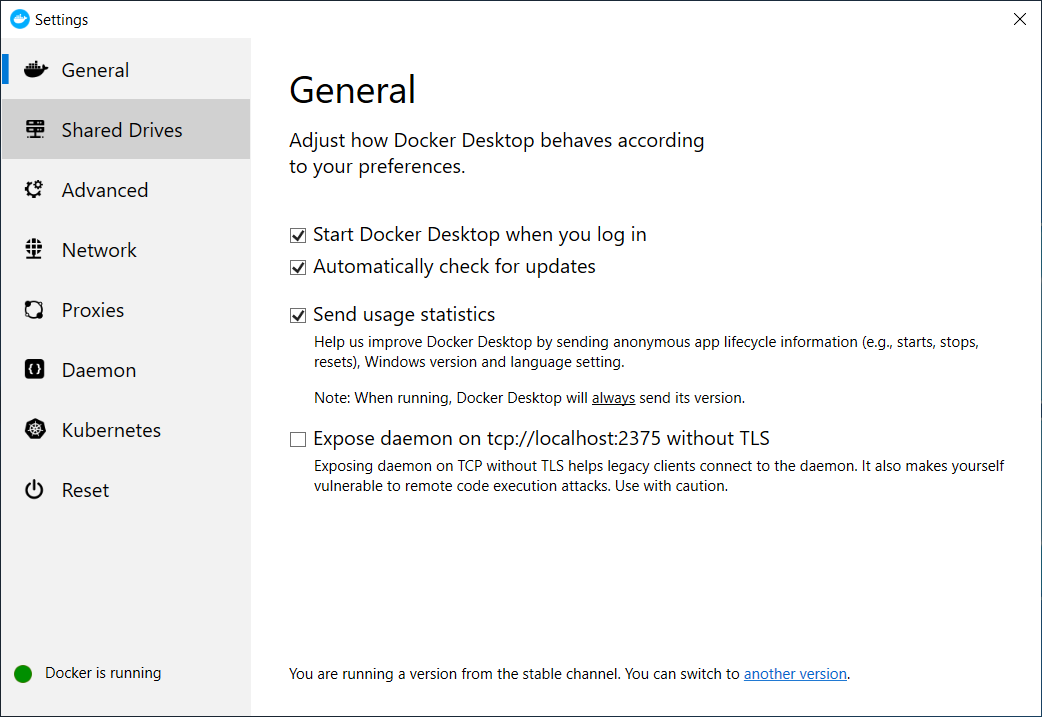 Settings
General
Shared Drives
Advanced
Network
Proxies
Daemon
Kubernetes
Reset
Docker is running
General
Adjust how Docker Desktop behaves according
to your preferences.
Start Docker Desktop when you log in
Automatically check for updates
Send usage statistics
Help us improve Docker Desktop by sending anonymous app lifecycle information (e.g., starts, stops,
resets), Windows version and language setting.
Note: When running, Docker Desktop will always send its version.
Expose daemon on tcp://localhost:2375 without TLS
Exposing daemon on TCP without TLS helps legacy clients connect to the daemon. It also makes yourself
vulnerable to remote code execution attacks. Use with caution.
You are running a version from the stable channel. You can switch to another version.